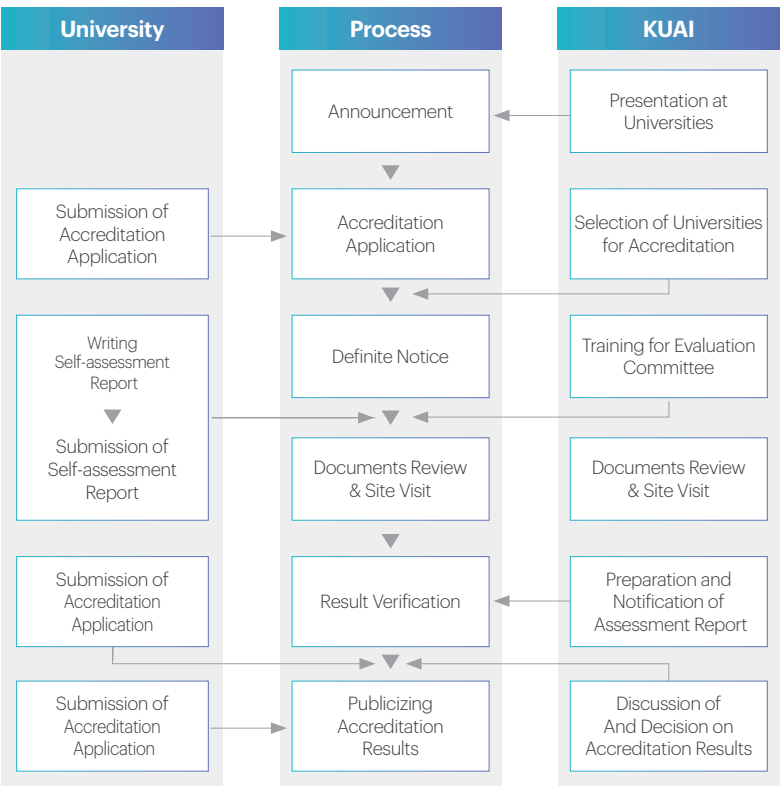 University
Process
KUAI
Announcement
Presentation at
Universities
Submission of
Accreditation
Application
Accreditation
Application
Selection of Universities
for Accreditation
Writing
Self-assessment
Report
Submission of
Self-assessment
Report
Definite Notice
Training for Evaluation
Committee
Documents Review
& Site Visit
Documents Review
& Site Visit
Submission of
Accreditation
Application
Result Verification
Preparation and
Notification of
Assessment Report
Submission of
Accreditation
Application
Publicizing
Accreditation
Results
Discussion of
And Decision on
Accreditation Results